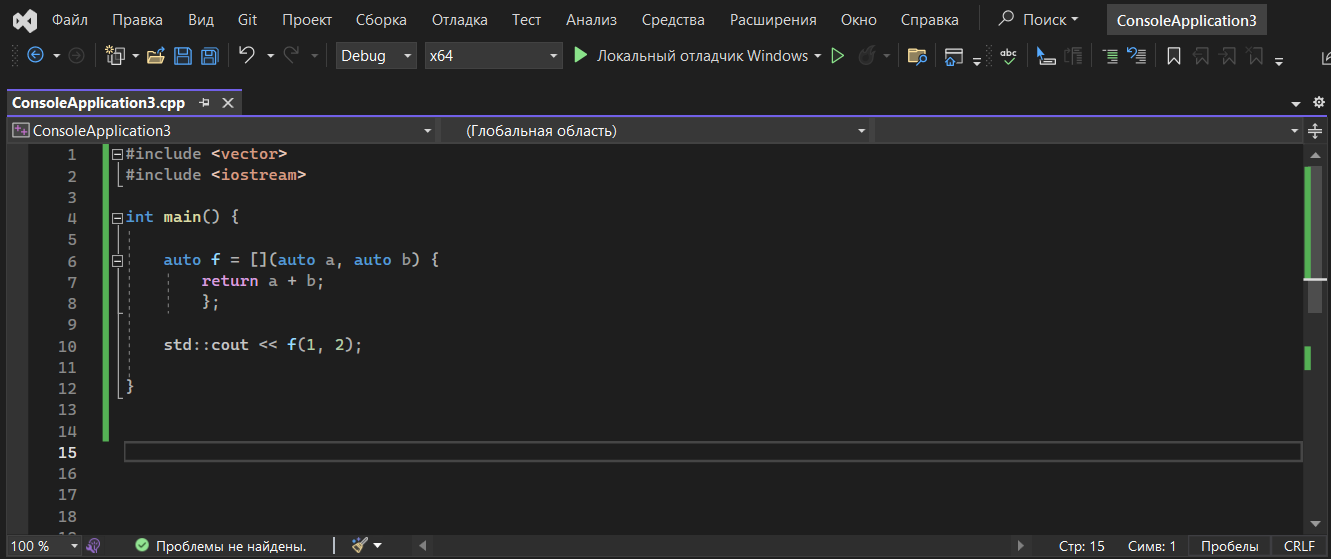 Файл Правка Вид Git Проект Сборка Отладка Тест Анализ Средства Расширения Окно Справка Поиск ConsoleApplication3
Debug x64 Локальный отладчик Windows abc
ConsoleApplication3.cpp
ConsoleApplication3 (Глобальная область)
1 #include <vector>
2 #include <iostream>
3
4 int main() {
5
6 auto f = [](auto a, auto b) {
7 return a + b;
8 };
9
10 std::cout << f(1, 2);
11
12 }
13
14
15
16
17
18
100 % Проблемы не найдены. Стр: 15 Симв: 1 Пробелы CRLF